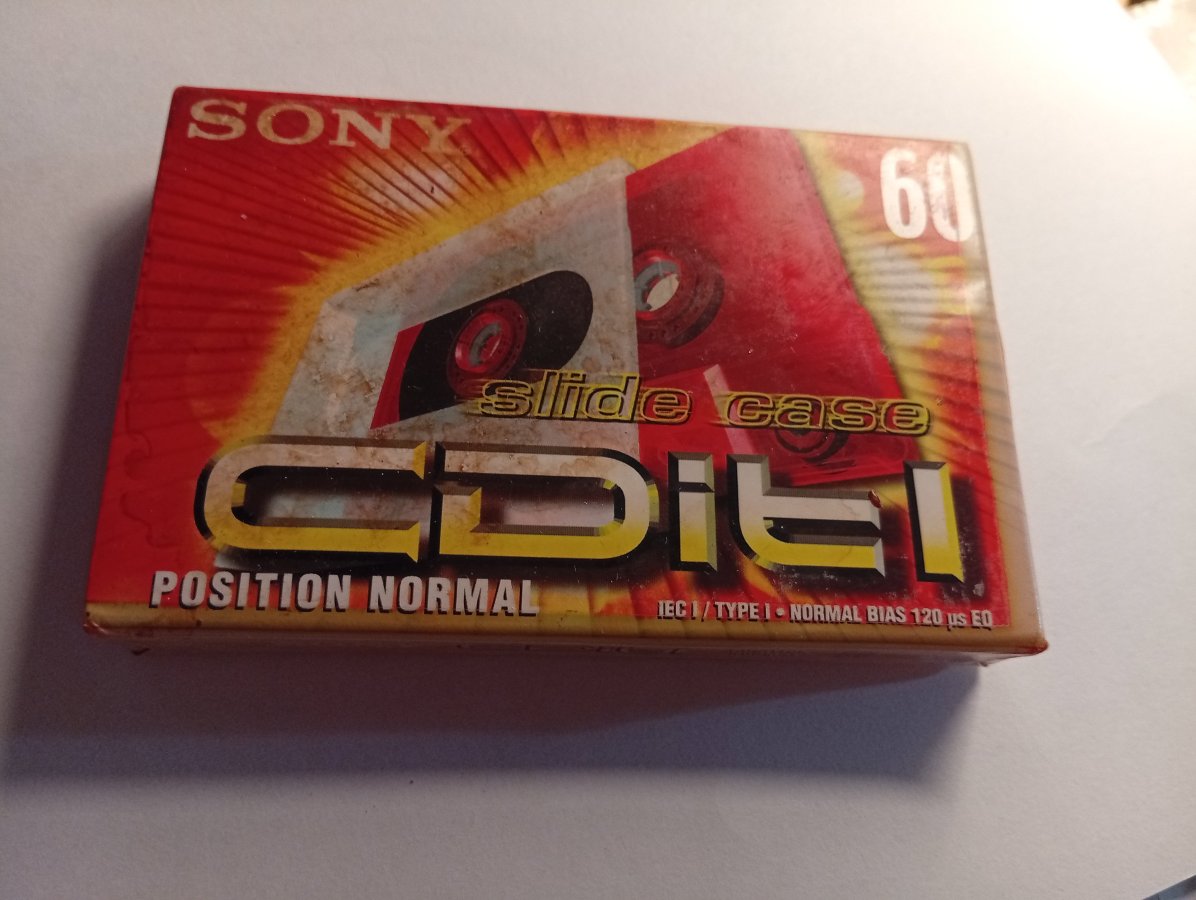 SONY
60
slide case
CDit I
POSITION NORMAL
IEC I / TYPE I • NORMAL BIAS 120 µs EQ